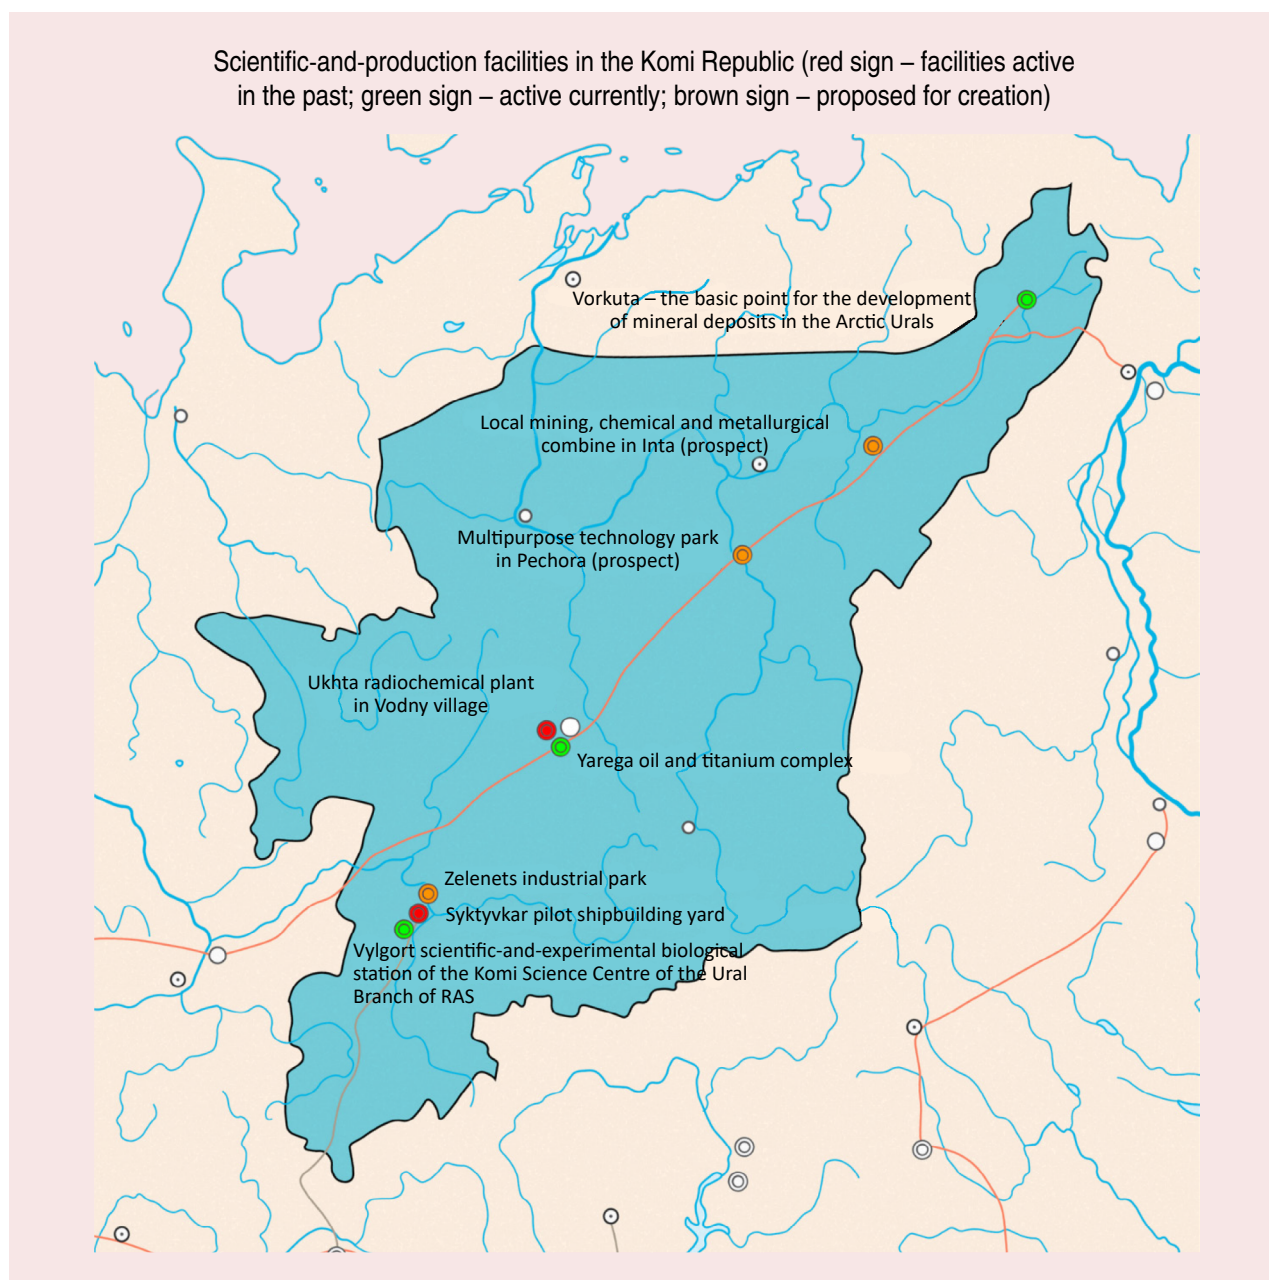 Scientific-and-production facilities in the Komi Republic (red sign – facilities active
in the past; green sign – active currently; brown sign – proposed for creation)
Vorkuta – the basic point for the development
of mineral deposits in the Arctic Urals
Local mining, chemical and metallurgical
combine in Inta (prospect)
Multipurpose technology park
in Pechora (prospect)
Ukhta radiochemical plant
in Vodny village
Yarega oil and titanium complex
Zelenets industrial park
Syktyvkar pilot shipbuilding yard
Vylgort scientific-and-experimental biological
station of the Komi Science Centre of the Ural
Branch of RAS